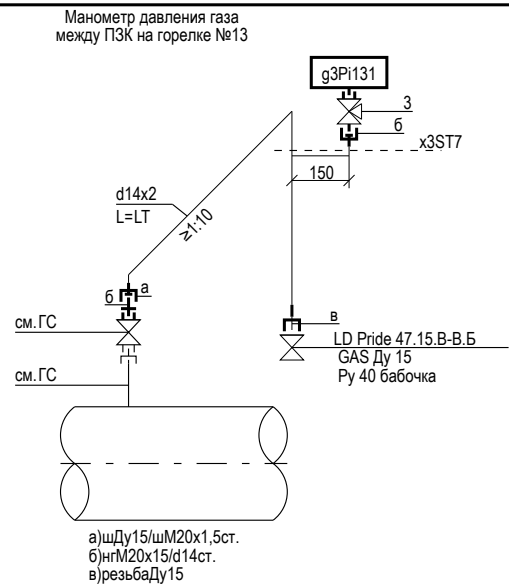 Манометр давления газа
между ПЗК на горелке №13
g3Pi131
3
б
x3ST7
150
d14x2
L=LT
≥1:10
а
б
см.ГС
в
LD Pride 47.15.В-В.Б
GAS Ду 15
Ру 40 бабочка
см.ГС
а)шДу15/шМ20х1,5ст.
б)нгМ20х15/d14ст.
в)резьбаДу15